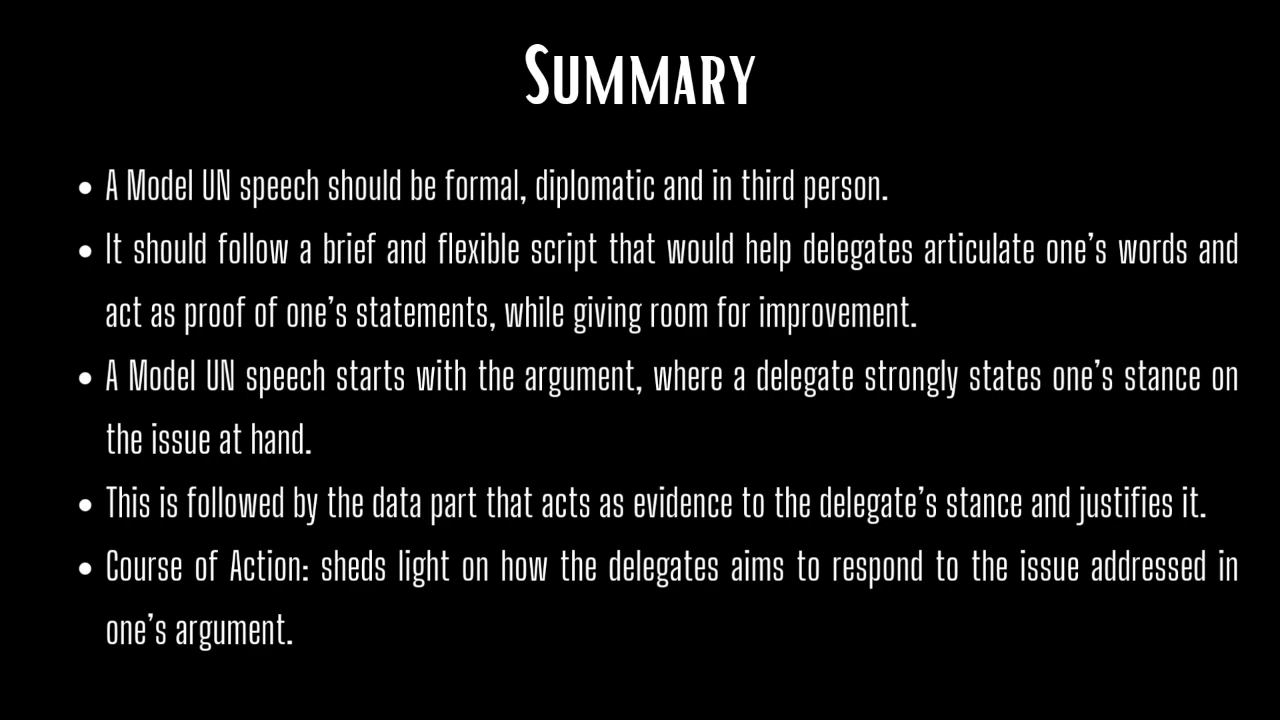 Summary
• A Model UN speech should be formal, diplomatic and in third person.
• It should follow a brief and flexible script that would help delegates articulate one’s words and
act as proof of one’s statements, while giving room for improvement.
• A Model UN speech starts with the argument, where a delegate strongly states one’s stance on
the issue at hand.
• This is followed by the data part that acts as evidence to the delegate’s stance and justifies it.
• Course of Action: sheds light on how the delegates aims to respond to the issue addressed in
one’s argument.